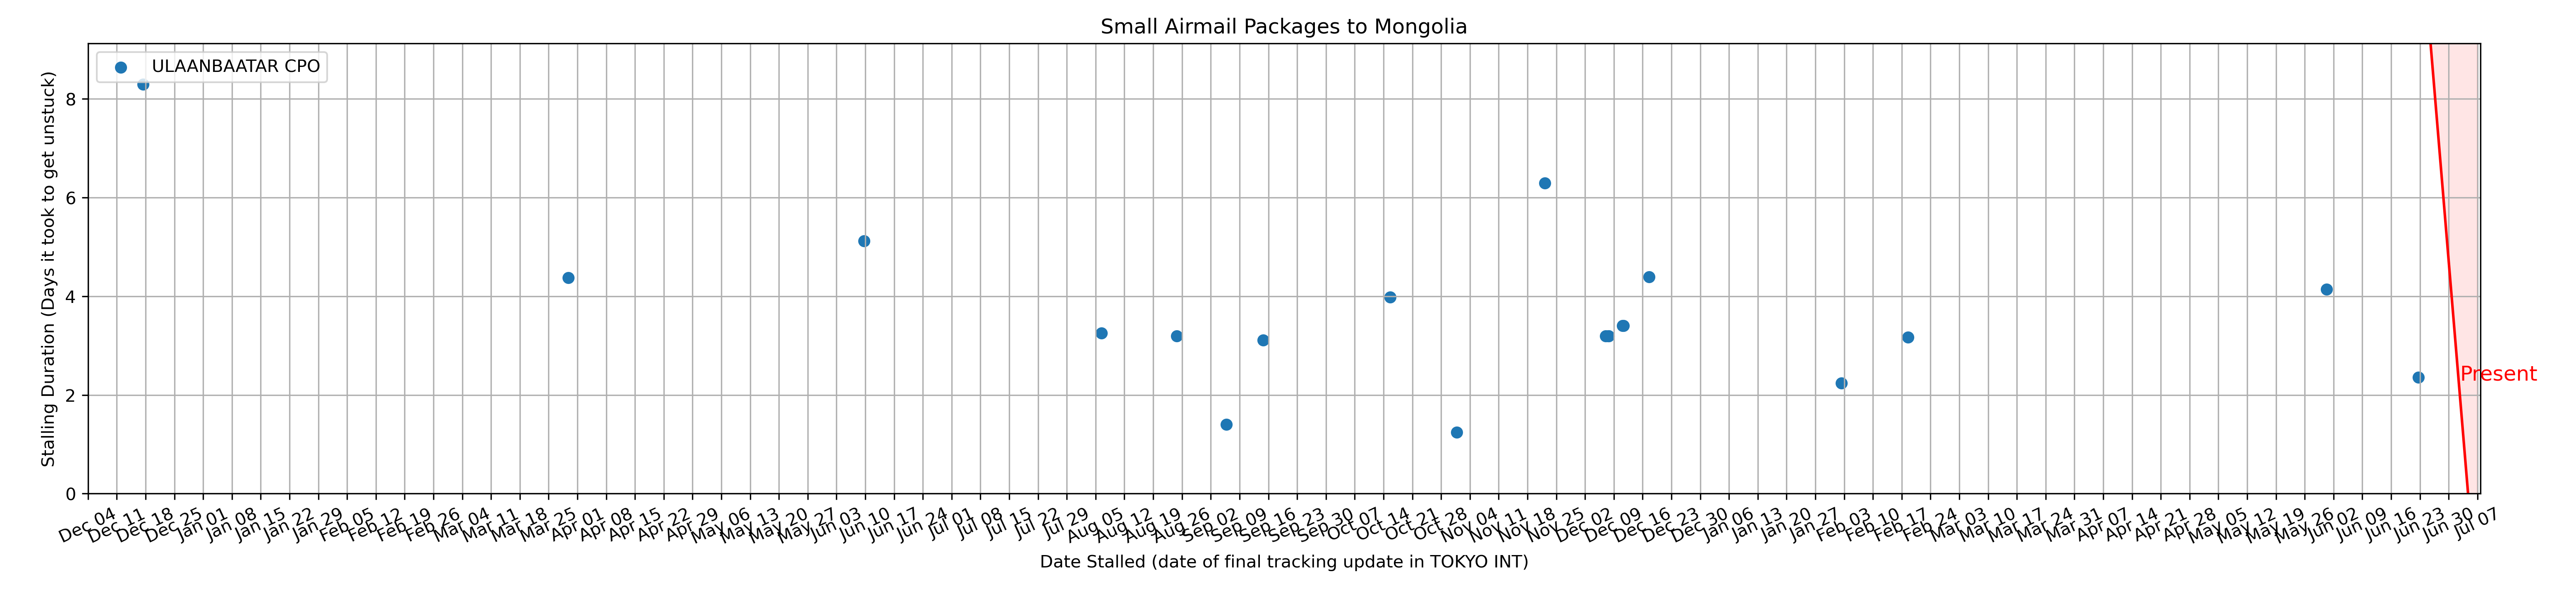 Small Airmail Packages to Mongolia
ULAANBAATAR CPO
Stalling Duration (Days it took to get unstuck)
8
6
4
2
0
Present
Dec 04 Dec 11 Dec 18 Dec 25 Jan 01 Jan 08 Jan 15 Jan 22 Jan 29 Feb 05 Feb 12 Feb 19 Feb 26 Mar 04 Mar 11 Mar 18 Mar 25 Apr 01 Apr 08 Apr 15 Apr 22 Apr 29 May 06 May 13 May 20 May 27 Jun 03 Jun 10 Jun 17 Jun 24 Jul 01 Jul 08 Jul 15 Jul 22 Jul 29 Aug 05 Aug 12 Aug 19 Aug 26 Sep 02 Sep 09 Sep 16 Sep 23 Sep 30 Oct 07 Oct 14 Oct 21 Oct 28 Nov 04 Nov 11 Nov 18 Nov 25 Dec 02 Dec 09 Dec 16 Dec 23 Dec 30 Jan 06 Jan 13 Jan 20 Jan 27 Feb 03 Feb 10 Feb 17 Feb 24 Mar 03 Mar 10 Mar 17 Mar 24 Mar 31 Apr 07 Apr 14 Apr 21 Apr 28 May 05 May 12 May 19 May 26 Jun 02 Jun 09 Jun 16 Jun 23 Jun 30 Jul 07
Date Stalled (date of final tracking update in TOKYO INT)